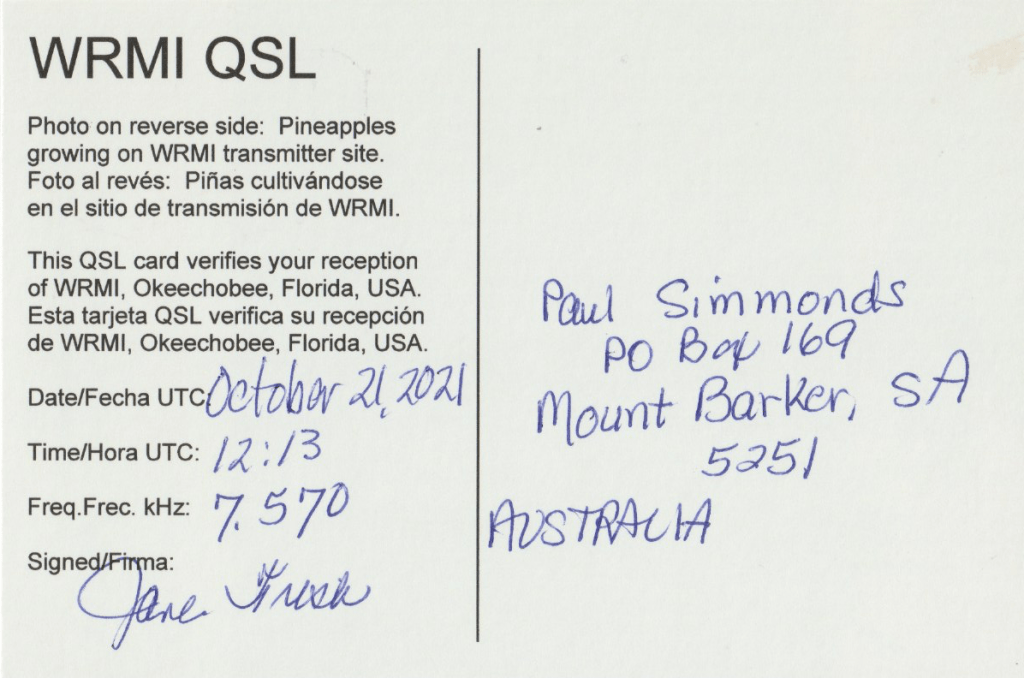 WRMI QSL
Photo on reverse side: Pineapples
growing on WRMI transmitter site.
Foto al revés: Piñas cultivándose
en el sitio de transmisión de WRMI.
This QSL card verifies your reception
of WRMI, Okeechobee, Florida, USA.
Esta tarjeta QSL verifica su recepción
de WRMI, Okeechobee, Florida, USA.
Date/Fecha UTC: October 21, 2021
Time/Hora UTC: 12:13
Freq.Frec. kHz: 7.570
Signed/Firma:
Jane
Paul Simmonds
PO Box 169
Mount Barker, SA
5251
AUSTRALIA